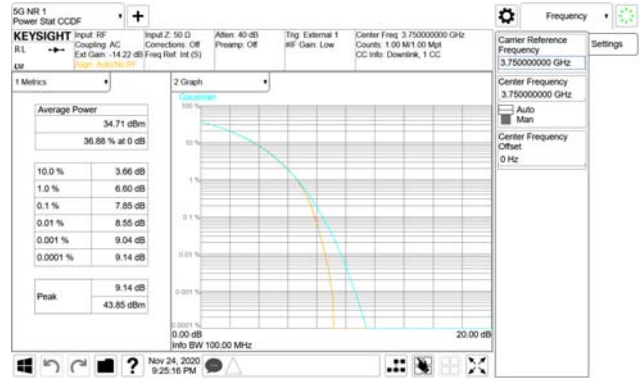 5G NR 1
Power Stat CCDF
Frequency
KEYSIGHT
RL
Input: RF
Coupling: AC
Ext Gain: -14.22 dB
Align: Auto/No RF
Input Z: 50 Ω
Corrections: Off
Freq Ref: Int (S)
Atten: 40 dB
Preamp: Off
Trig: External 1
#IF Gain: Low
Center Freq: 3.750000000 GHz
Counts: 1.00 M/1.00 Mpt
CC Info: Downlink, 1 CC
Carrier Reference
Frequency
3.750000000 GHz
Settings
Center Frequency
3.750000000 GHz
Auto
Man
Center Frequency
Offset
0 Hz
1 Metrics
Average Power
34.71 dBm
36.88 % at 0 dB
10.0 % 3.66 dB
1.0 % 6.60 dB
0.1 % 7.85 dB
0.01 % 8.55 dB
0.001 % 9.04 dB
0.0001 % 9.14 dB
Peak
9.14 dB
43.85 dBm
2 Graph
Gaussian
100 %
10 %
1 %
0.1 %
0.01 %
0.001 %
0.0001 %
0.00 dB
20.00 dB
Info BW 100.00 MHz
?
Nov 24, 2020
9:25:16 PM